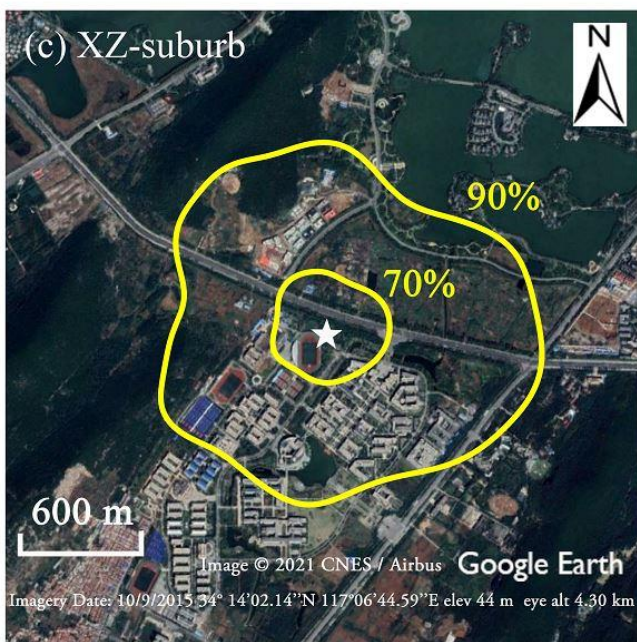 (c) XZ-suburb
N
90%
70%
600 m
Image © 2021 CNES / Airbus Google Earth
Imagery Date: 10/9/2015 34° 14'02.14"N 117°06'44.59"E elev 44 m eye alt 4.30 km